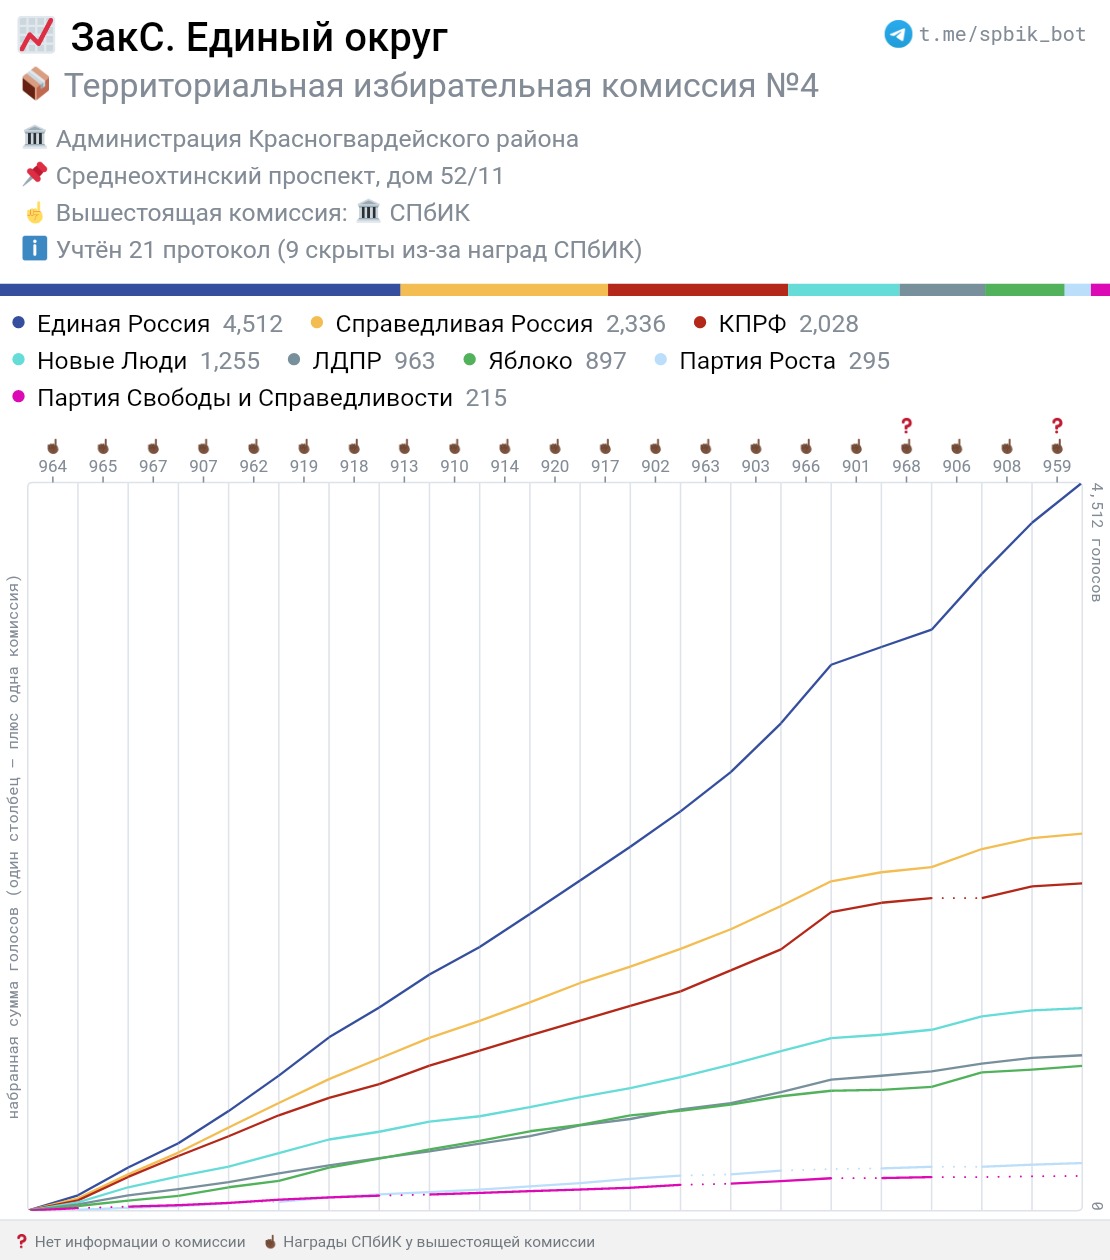 ЗакС. Единый округ
t.me/spbik_bot
Территориальная избирательная комиссия №4
Администрация Красногвардейского района
Среднеохтинский проспект, дом 52/11
Вышестоящая комиссия: СПбИК
Учтён 21 протокол (9 скрыты из-за наград СПбИК)
Единая Россия 4,512 Справедливая Россия 2,336 КПРФ 2,028
Новые Люди 1,255 ЛДПР 963 Яблоко 897 Партия Роста 295
Партия Свободы и Справедливости 215
964 965 967 907 962 919 918 913 910 914 920 917 902 963 903 966 901 968 906 908 959
4,512 голосов
набранная сумма голосов (один столбец — плюс одна комиссия)
0
Нет информации о комиссии Награды СПбИК у вышестоящей комиссии